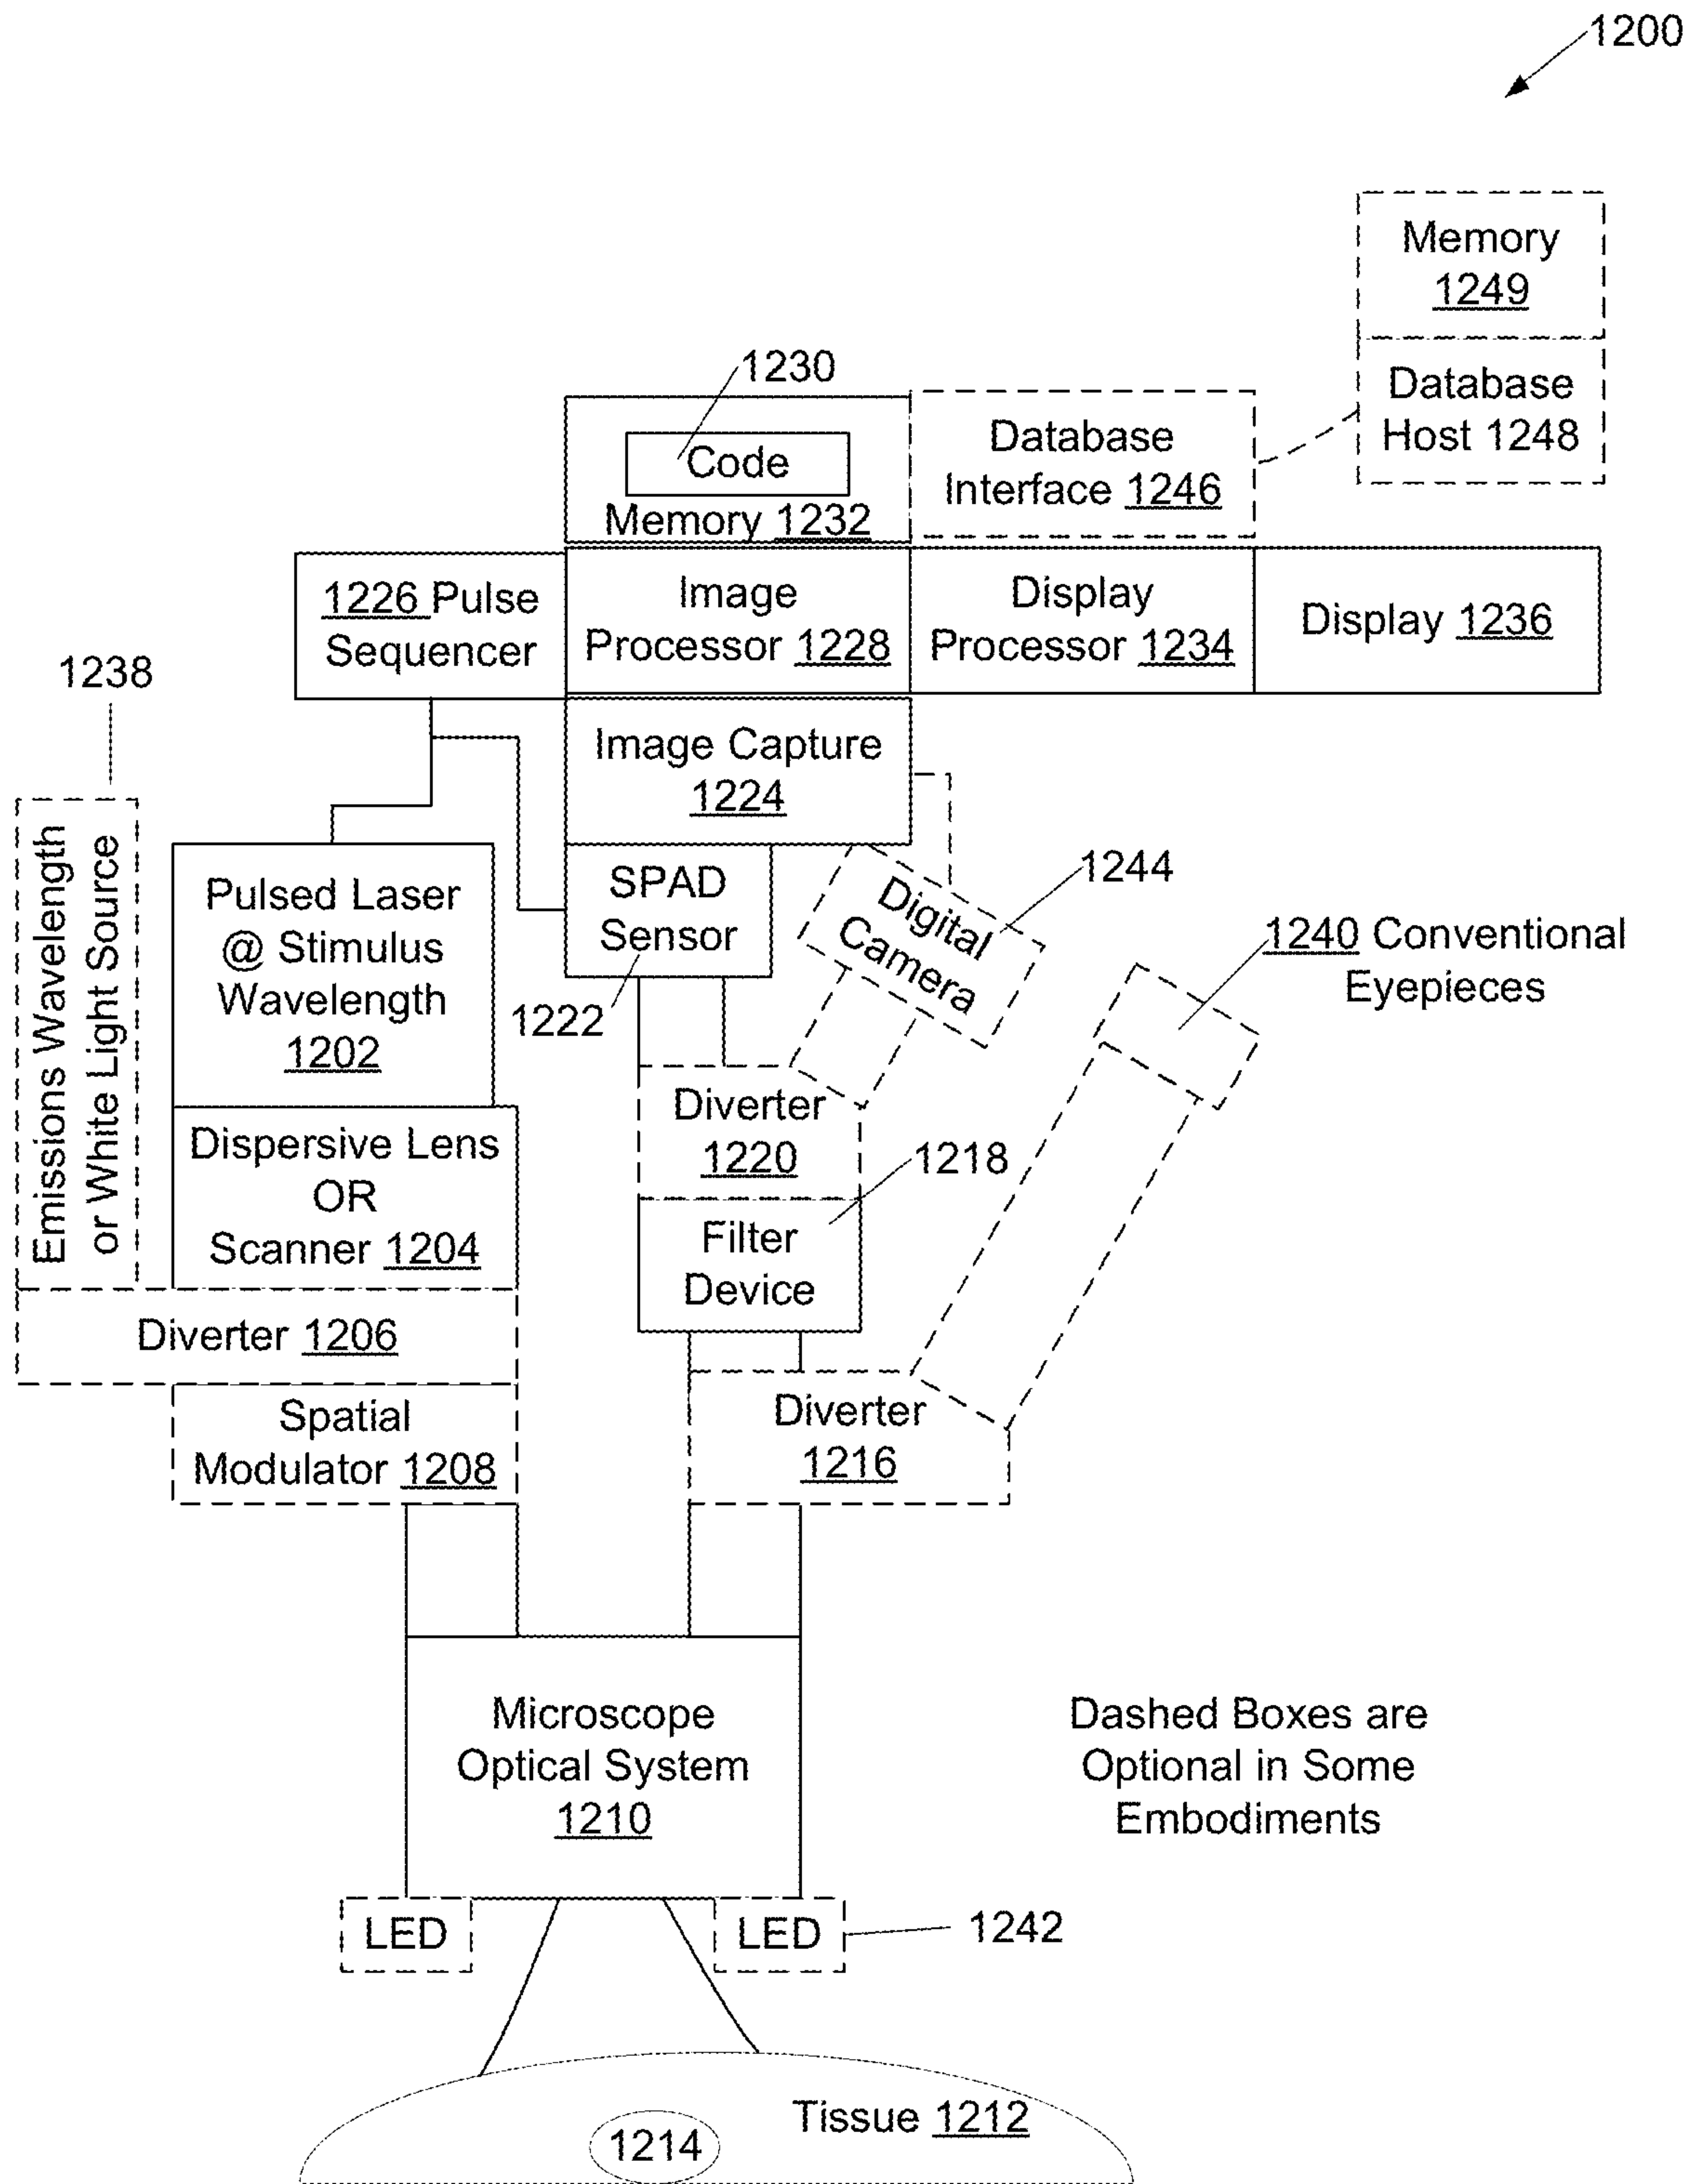 1200
Memory
1249
Database
Host 1248
1230
Code
Memory 1232
Database
Interface 1246
1226 Pulse
Sequencer
Image
Processor 1228
Display
Processor 1234
Display 1236
1238
Emissions Wavelength
or White Light Source
Image Capture
1224
Pulsed Laser
@ Stimulus
Wavelength
1202
SPAD
Sensor
1222
Digital
Camera
1244
1240 Conventional
Eyepieces
Dispersive Lens
OR
Scanner 1204
Diverter
1220
1218
Filter
Device
Diverter 1206
Spatial
Modulator 1208
Diverter
1216
Microscope
Optical System
1210
Dashed Boxes are
Optional in Some
Embodiments
LED
LED
1242
Tissue 1212
1214